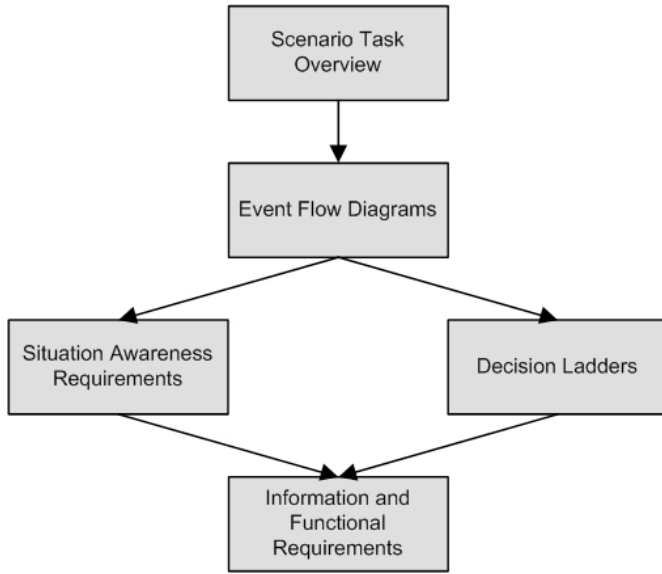 Scenario Task
Overview
Event Flow Diagrams
Situation Awareness
Requirements
Decision Ladders
Information and
Functional
Requirements